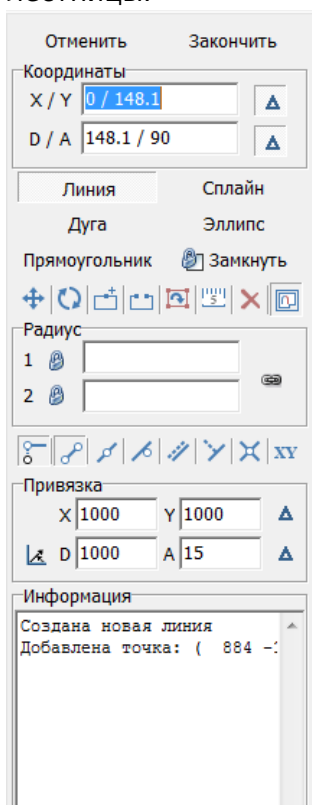 Отменить Закончить
Координаты
X / Y 0 / 148.1
D / A 148.1 / 90
Линия Сплайн
Дуга Эллипс
Прямоугольник Замкнуть
5
Радиус
1
2
XY
Привязка
X 1000 Y 1000
D 1000 A 15
Информация
Создана новая линия
Добавлена точка: ( 884 -